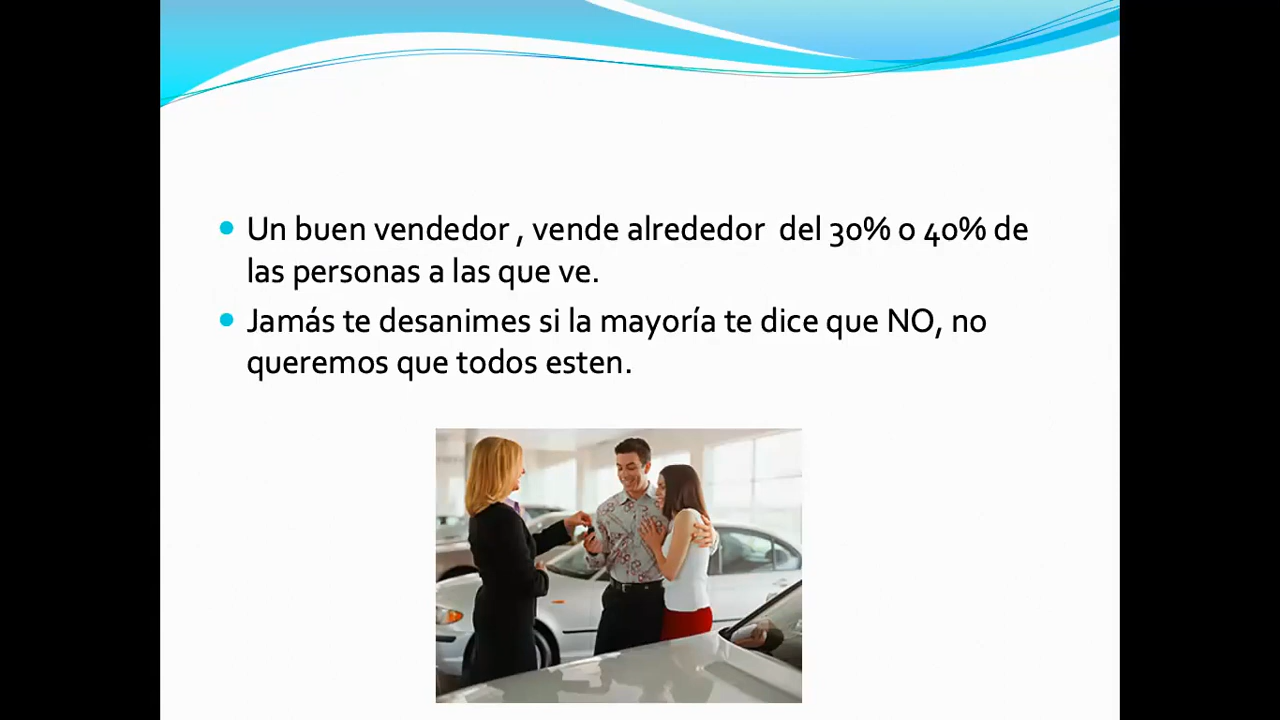 Un buen vendedor , vende alrededor  del 30% o 40% de
las personas a las que ve.
Jamás te desanimes si la mayoría te dice que NO, no
queremos que todos esten.